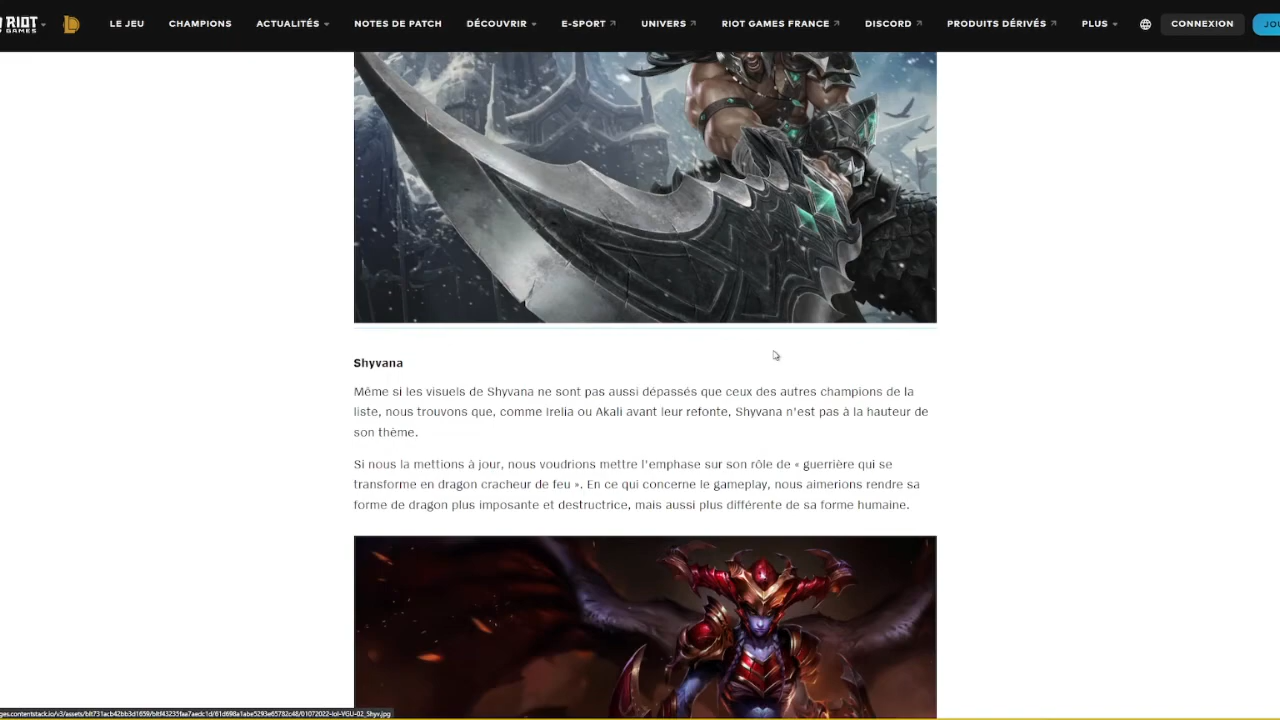 RIOT
GAMES
LE JEU
CHAMPIONS
ACTUALITÉS
NOTES DE PATCH
DÉCOUVRIR
E-SPORT
UNIVERS
RIOT GAMES FRANCE
DISCORD
PRODUITS DÉRIVÉS
PLUS
CONNEXION
Shyvana
Même si les visuels de Shyvana ne sont pas aussi dépassés que ceux des autres champions de la
liste, nous trouvons que, comme Irelia ou Akali avant leur refonte, Shyvana n'est pas à la hauteur de
son thème.
Si nous la mettions à jour, nous voudrions mettre l'emphase sur son rôle de « guerrière qui se
transforme en dragon cracheur de feu ». En ce qui concerne le gameplay, nous aimerions rendre sa
forme de dragon plus imposante et destructrice, mais aussi plus différente de sa forme humaine.